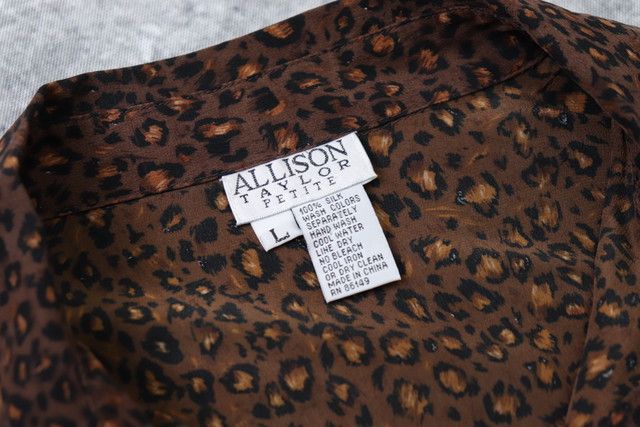 ALLISON
TAYLOR
PETITE
L
100% SILK
WASH COLORS
SEPARATELY
HAND WASH
COOL WATER
LINE DRY
NO BLEACH
COOL IRON
OR DRY CLEAN
MADE IN CHINA
RN 86149